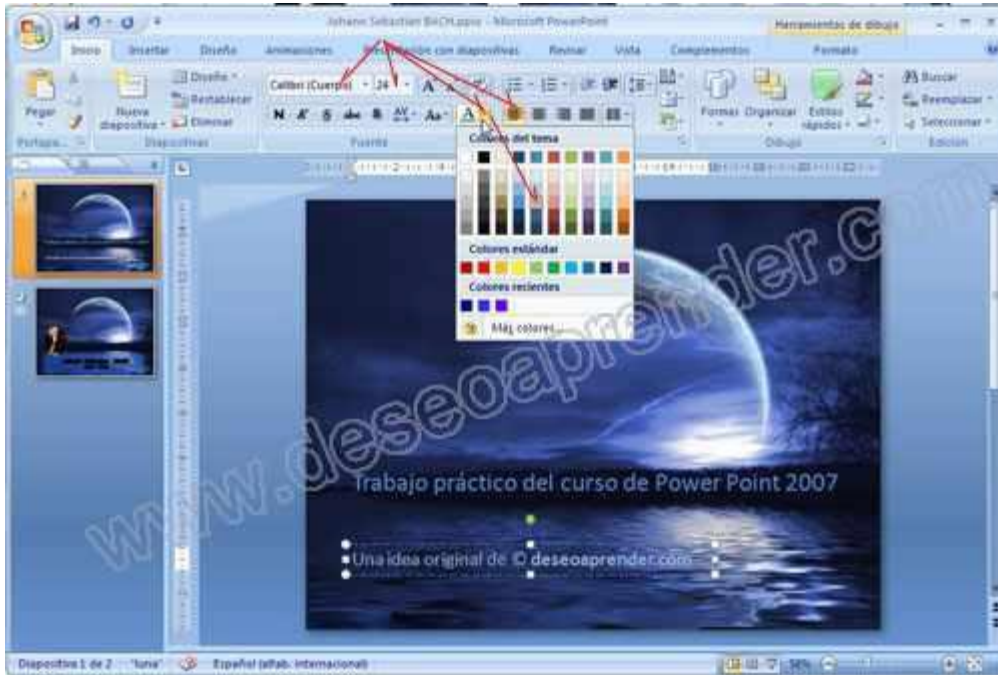 Johann Sebastian BACH.pptx - Microsoft PowerPoint
Herramientas de dibujo
Inicio Insertar Diseño Animaciones con diapositivas Revisar Vista Complementos Formato
Pegar
Nueva diapositiva
Diseño
Restablecer
Eliminar
Calibri (Cuerpo) 24
N K S abc S AV Aa A
Formas Organizar Estilos rápidos
Buscar
Reemplazar
Seleccionar
Diapositivas Fuente Dibujo Edición
Colores del tema
Colores estándar
Colores recientes
Más colores...
www.deseoaprender.com
Trabajo práctico del curso de Power Point 2007
Una idea original de © deseoaprender.com
Diapositiva 1 de 2 "luna" Español (alfab. internacional) 58%